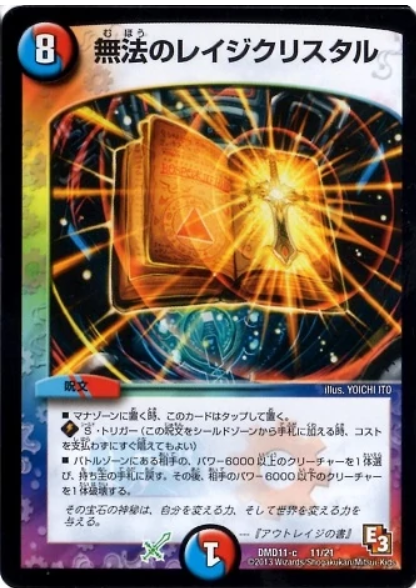 8
む ほう
無法のレイジクリスタル
呪文
illus. YOICHI ITO
■ マナゾーンに置く時、このカードはタップして置く。
S・トリガー(この呪文をシールドゾーンから手札に加える時、コスト
を支払わずにすぐ唱えてもよい)
■ バトルゾーンにある相手の、パワー6000以上のクリーチャーを1体選
び、持ち主の手札に戻す。その後、相手のパワー6000以下のクリーチャー
を1体破壊する。
その宝石の神秘は、自分を変える力、そして世界を変える力を
与える。
---『アウトレイジの書』
1
DMD11-c 11/21
E3
©2013 Wizards/Shogakukan/Mitsui-Kids